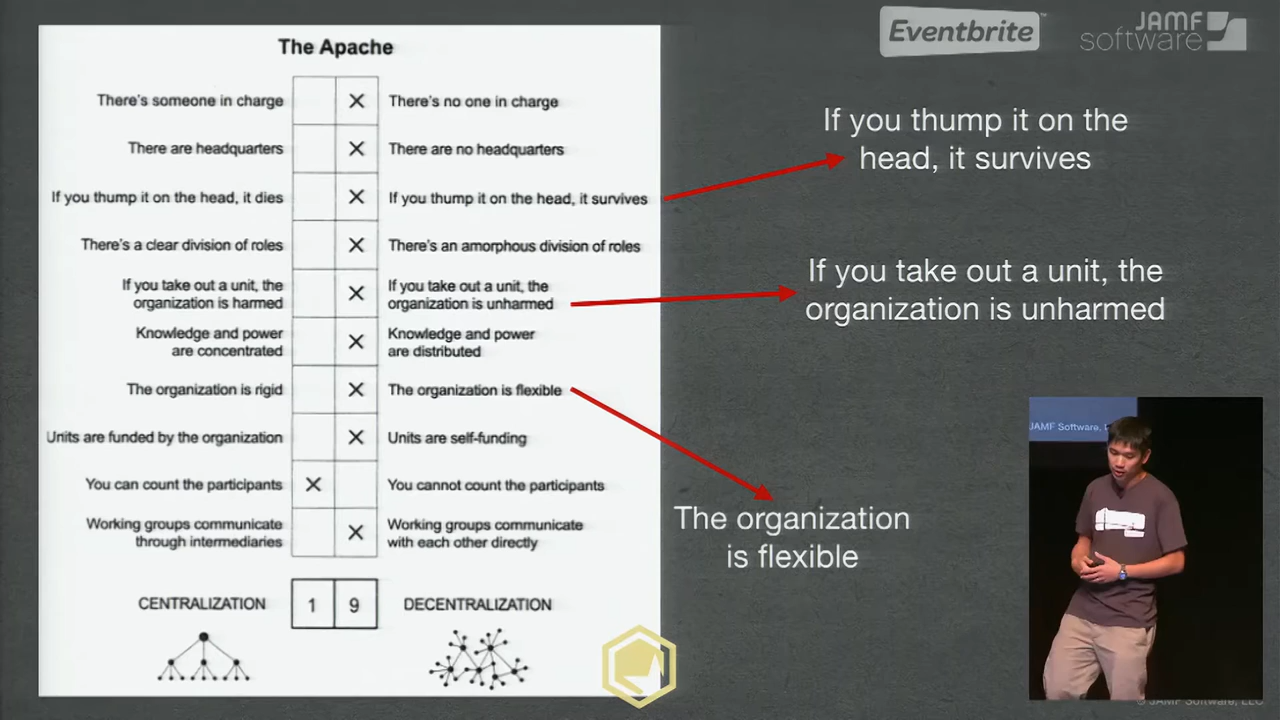 Eventbrite
JAMF
software
The Apache
There's someone in charge
X
There's no one in charge
There are headquarters
X
There are no headquarters
If you thump it on the head, it dies
X
If you thump it on the head, it survives
There's a clear division of roles
X
There's an amorphous division of roles
If you take out a unit, the
organization is harmed
X
If you take out a unit, the
organization is unharmed
Knowledge and power
are concentrated
X
Knowledge and power
are distributed
The organization is rigid
X
The organization is flexible
Units are funded by the organization
X
Units are self-funding
You can count the participants
X
You cannot count the participants
Working groups communicate
through intermediaries
X
Working groups communicate
with each other directly
CENTRALIZATION
1
9
DECENTRALIZATION
If you thump it on the
head, it survives
If you take out a unit, the
organization is unharmed
The organization
is flexible
JAMF Software,
© JAMF Software, LLC